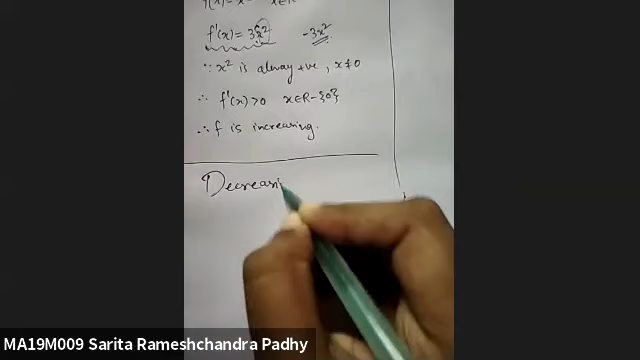 f'(x) = 3x² -3x²
∵ x² is alway +ve, x≠0
∴ f'(x)>0 x∈R-{0}
∴ f is increasing.
Decreasi
MA19M009 Sarita Rameshchandra Padhy